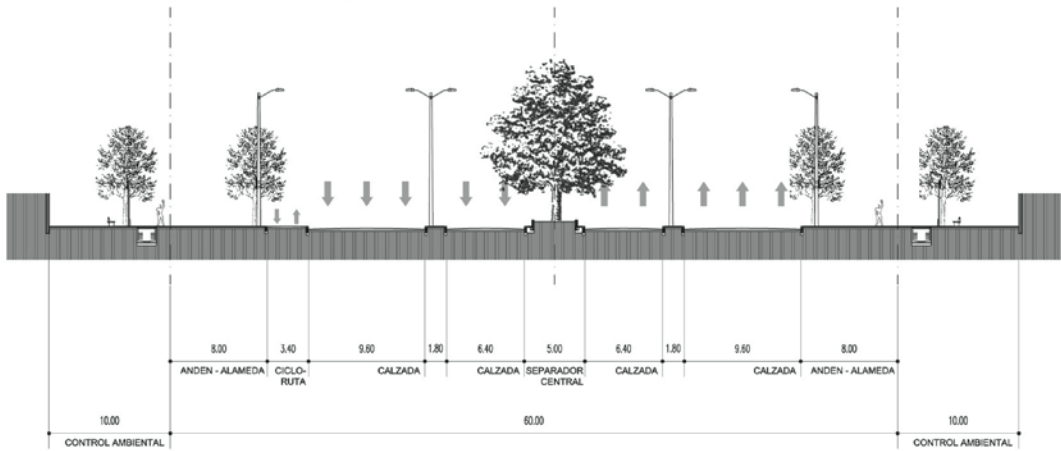 8.00 3.40 9.60 1.80 6.40 5.00 6.40 1.80 9.60 8.00
ANDEN - ALAMEDA CICLO- CALZADA CALZADA SEPARADOR CALZADA CALZADA ANDEN - ALAMEDA
RUTA CENTRAL
10.00 60.00 10.00
CONTROL AMBIENTAL CONTROL AMBIENTAL